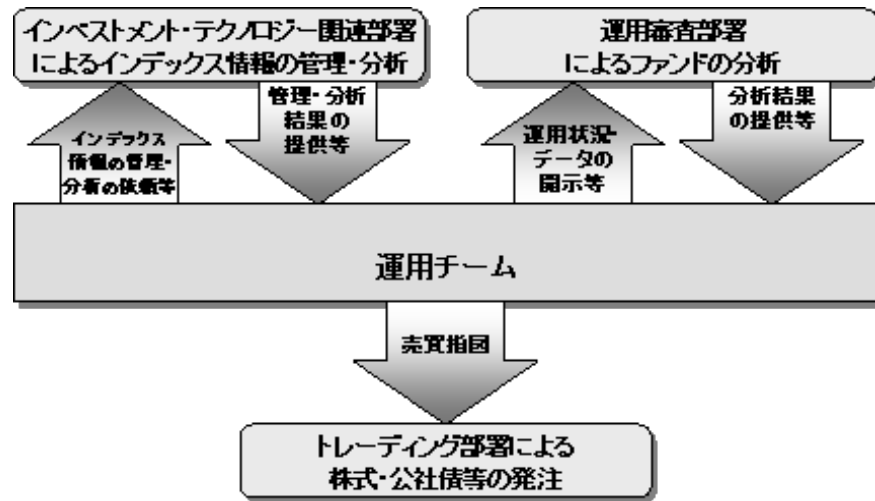 インベストメント・テクノロジー関連部署
によるインデックス情報の管理・分析
運用審査部署
によるファンドの分析
インデックス
情報の管理・
分析の依頼等
管理・分析
結果の
提供等
運用状況・
データの
開示等
分析結果
の提供等
運用チーム
売買指図
トレーディング部署による
株式・公社債等の発注